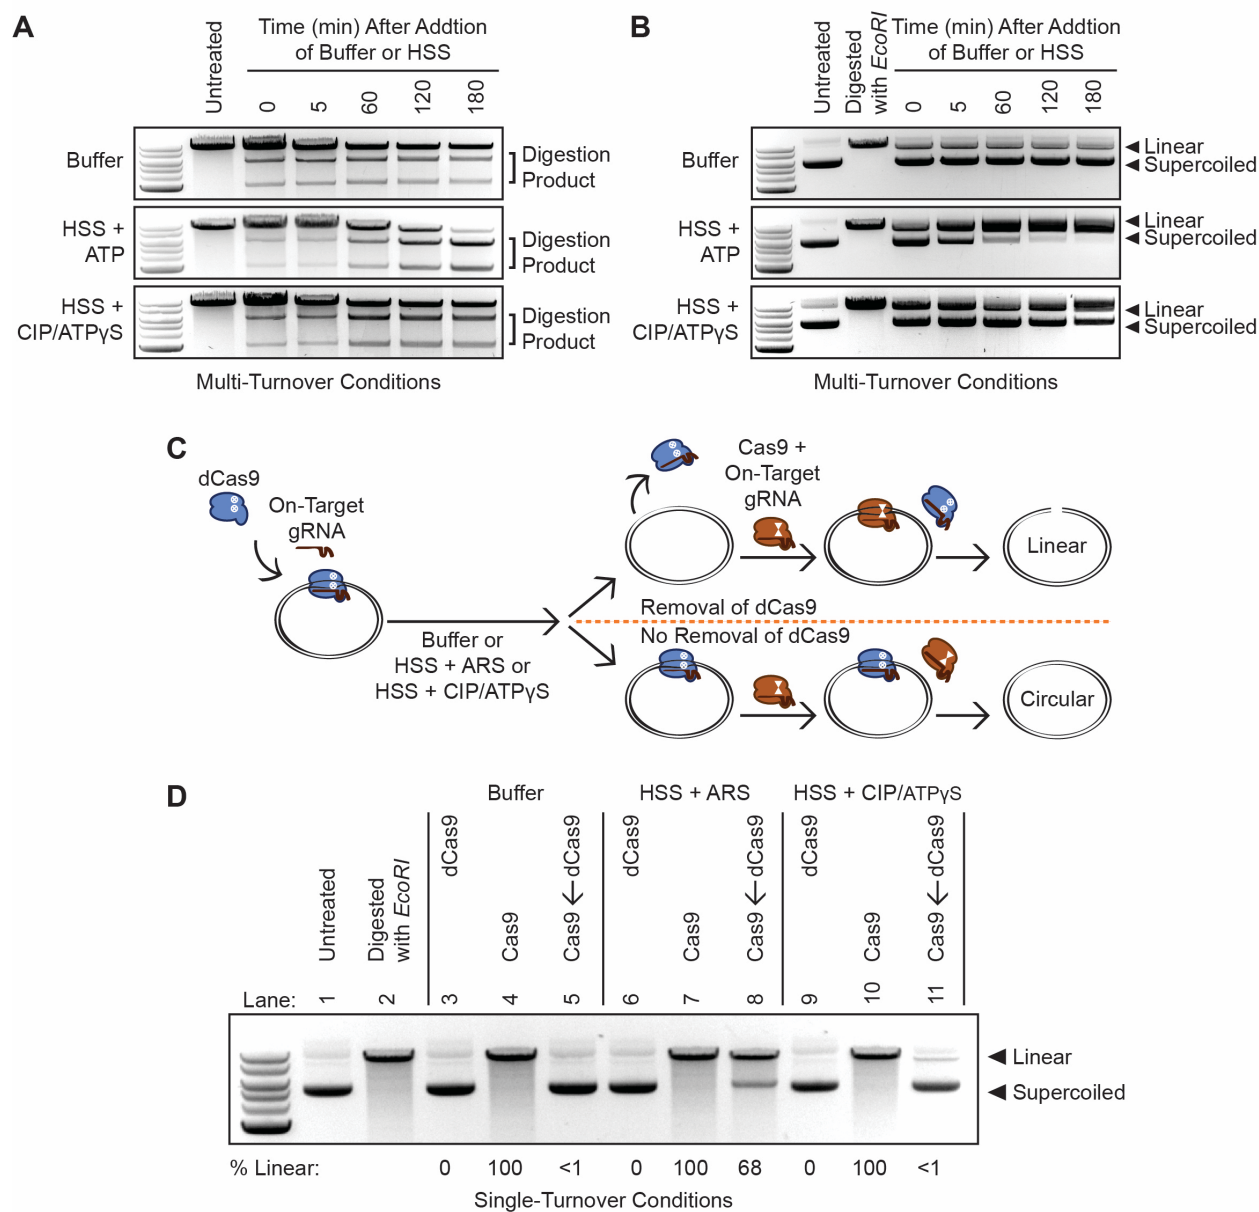 A
Time (min) After Addtion
of Buffer or HSS
Untreated
0
5
60
120
180
Buffer
Digestion
Product
HSS +
ATP
Digestion
Product
HSS +
CIP/ATPγS
Digestion
Product
Multi-Turnover Conditions
B
Untreated
Digested
with EcoRI
Time (min) After Addtion
of Buffer or HSS
0
5
60
120
180
Buffer
Linear
Supercoiled
HSS +
ATP
Linear
Supercoiled
HSS +
CIP/ATPγS
Linear
Supercoiled
Multi-Turnover Conditions
C
dCas9
On-Target
gRNA
Buffer or
HSS + ARS or
HSS + CIP/ATPγS
Cas9 +
On-Target
gRNA
Linear
Removal of dCas9
No Removal of dCas9
Circular
D
Buffer
HSS + ARS
HSS + CIP/ATPγS
Untreated
Digested
with EcoRI
dCas9
Cas9
Cas9 ← dCas9
dCas9
Cas9
Cas9 ← dCas9
dCas9
Cas9
Cas9 ← dCas9
Lane: 1 2 3 4 5 6 7 8 9 10 11
Linear
Supercoiled
% Linear: 0 100 <1 0 100 68 0 100 <1
Single-Turnover Conditions